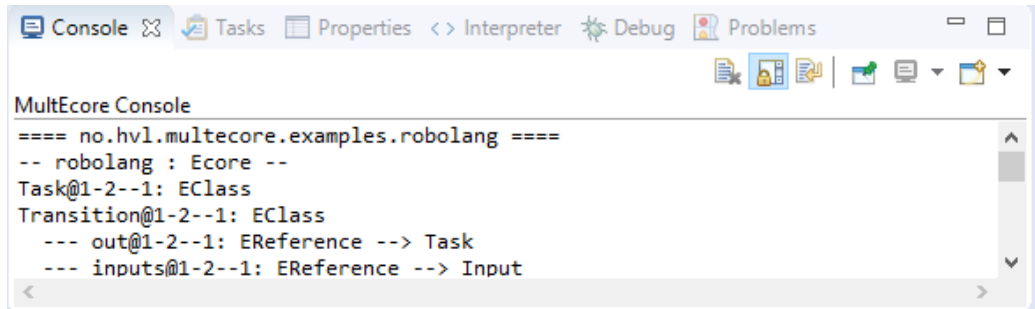 Console Tasks Properties Interpreter Debug Problems
MultEcore Console
==== no.hvl.multecore.examples.robolang ====
-- robolang : Ecore --
Task@1-2--1: EClass
Transition@1-2--1: EClass
--- out@1-2--1: EReference --> Task
--- inputs@1-2--1: EReference --> Input